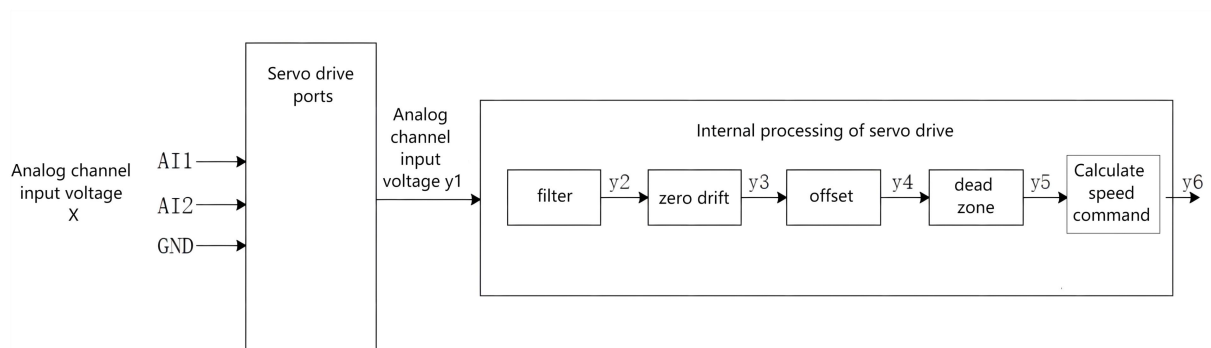 Servo drive
ports
Analog
channel
input
voltage y1
Internal processing of servo drive
Analog channel
input voltage
X
AI1
AI2
GND
filter
y2
zero drift
y3
offset
y4
dead
zone
y5
Calculate
speed
command
y6